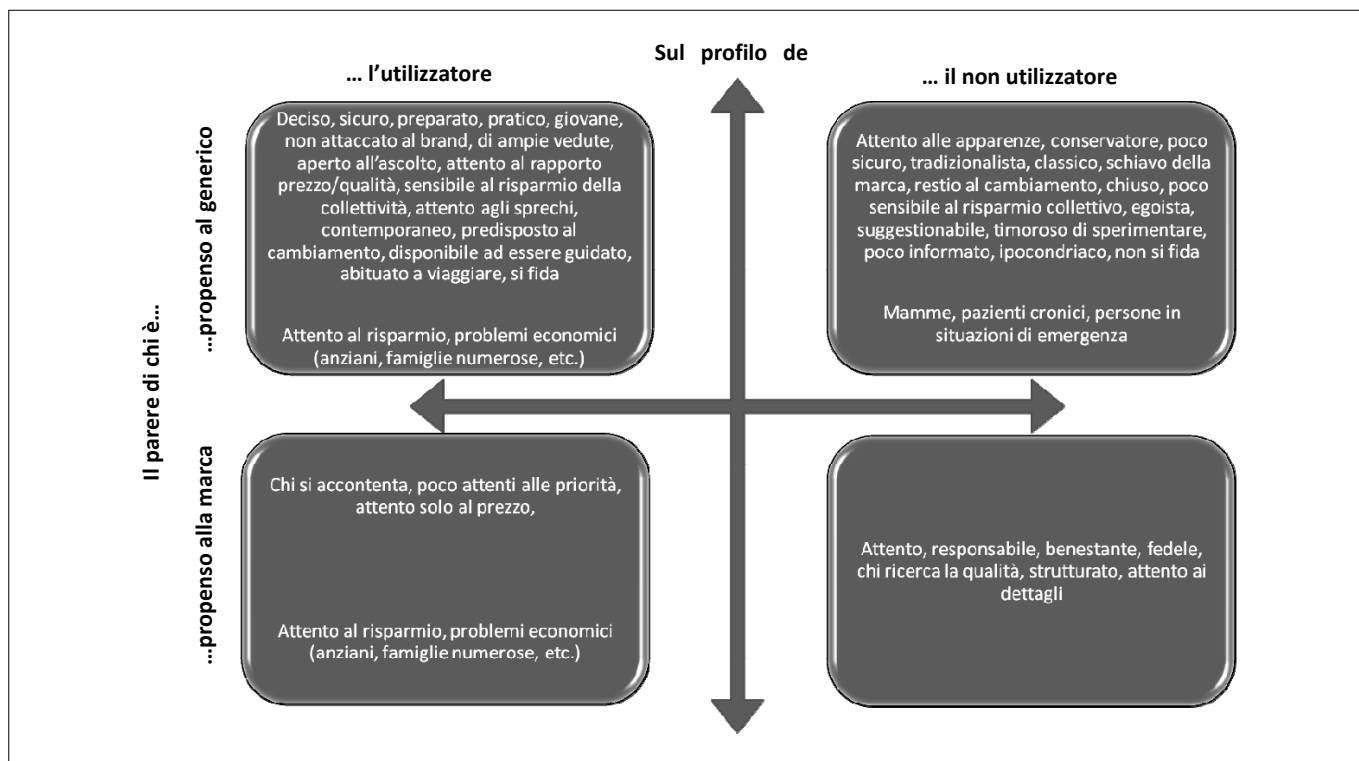 Sul profilo de
… l’utilizzatore
… il non utilizzatore
Il parere di chi è…
…propenso al generico
Deciso, sicuro, preparato, pratico, giovane,
non attaccato al brand, di ampie vedute,
aperto all’ascolto, attento al rapporto
prezzo/qualità, sensibile al risparmio della
collettività, attento agli sprechi,
contemporaneo, predisposto al
cambiamento, disponibile ad essere guidato,
abituato a viaggiare, si fida
Attento al risparmio, problemi economici
(anziani, famiglie numerose, etc.)
Attento alle apparenze, conservatore, poco
sicuro, tradizionalista, classico, schiavo della
marca, restio al cambiamento, chiuso, poco
sensibile al risparmio collettivo, egoista,
suggestionabile, timoroso di sperimentare,
poco informato, ipocondriaco, non si fida
Mamme, pazienti cronici, persone in
situazioni di emergenza
…propenso alla marca
Chi si accontenta, poco attenti alle priorità,
attento solo al prezzo,
Attento al risparmio, problemi economici
(anziani, famiglie numerose, etc.)
Attento, responsabile, benestante, fedele,
chi ricerca la qualità, strutturato, attento ai
dettagli